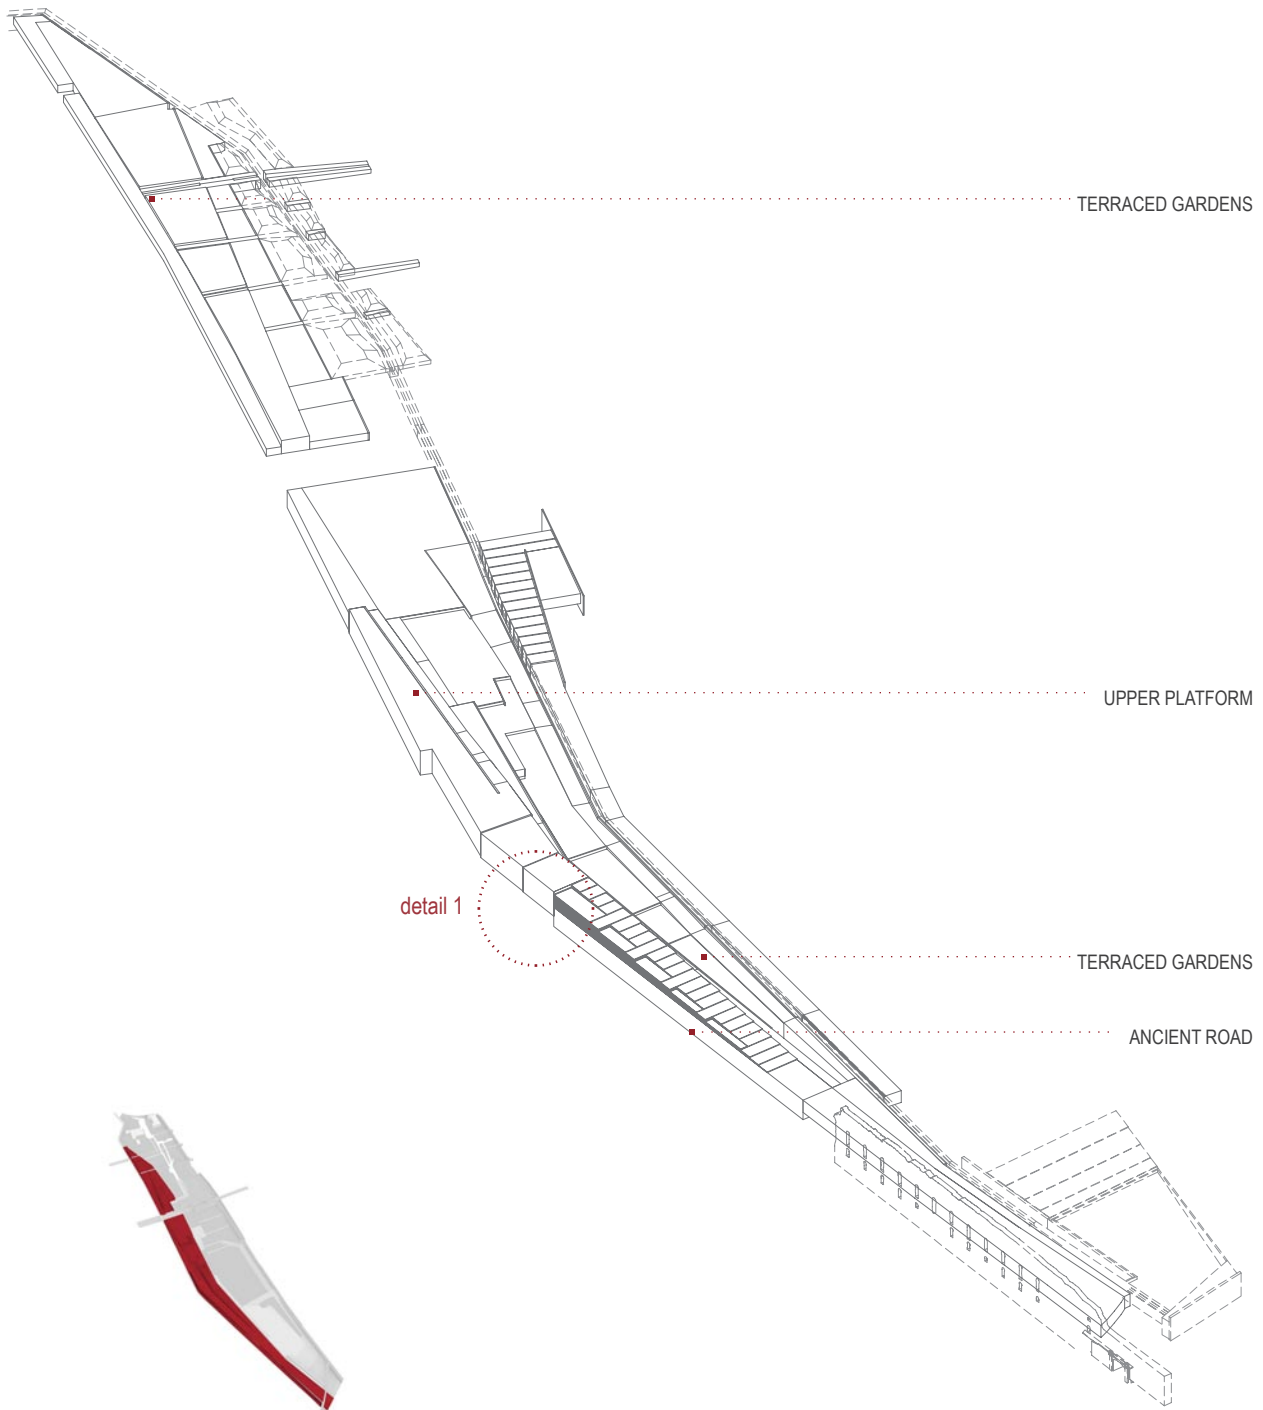 TERRACED GARDENS
UPPER PLATFORM
detail 1
TERRACED GARDENS
ANCIENT ROAD